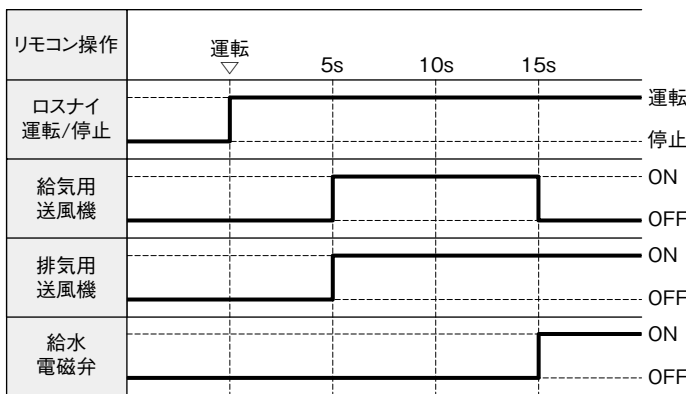 リモコン操作
運転
▽
5s
10s
15s
ロスナイ
運転/停止
運転
停止
給気用
送風機
ON
OFF
排気用
送風機
ON
OFF
給水
電磁弁
ON
OFF